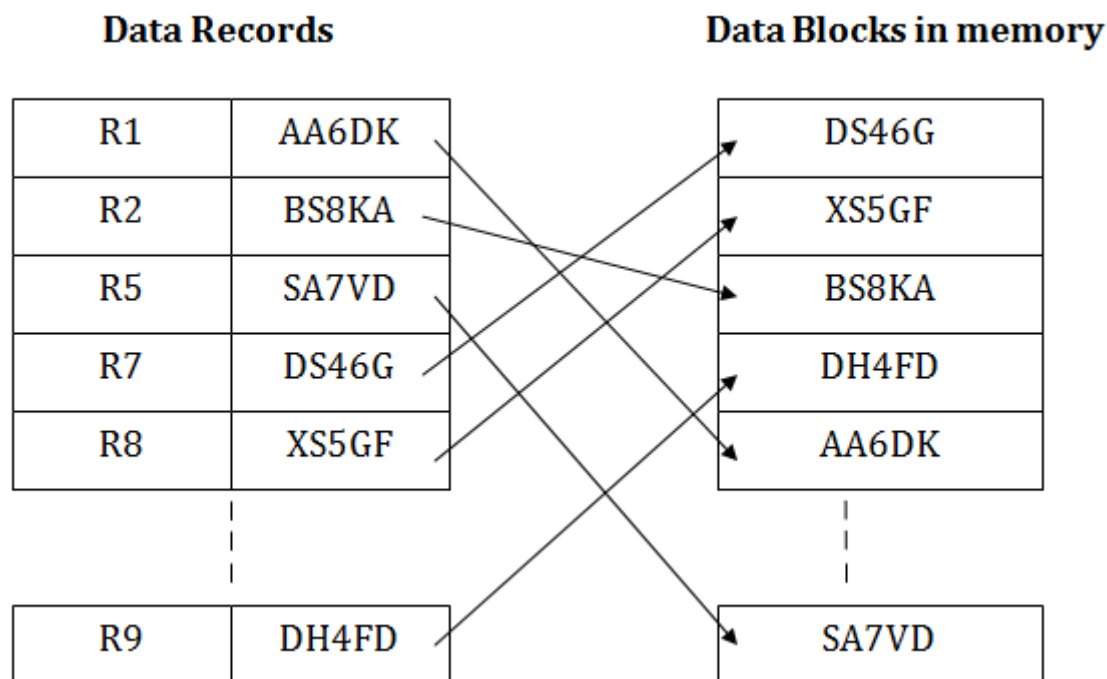 Data Records Data Blocks in memory
R1 AA6DK DS46G
R2 BS8KA XS5GF
R5 SA7VD BS8KA
R7 DS46G DH4FD
R8 XS5GF AA6DK
R9 DH4FD SA7VD